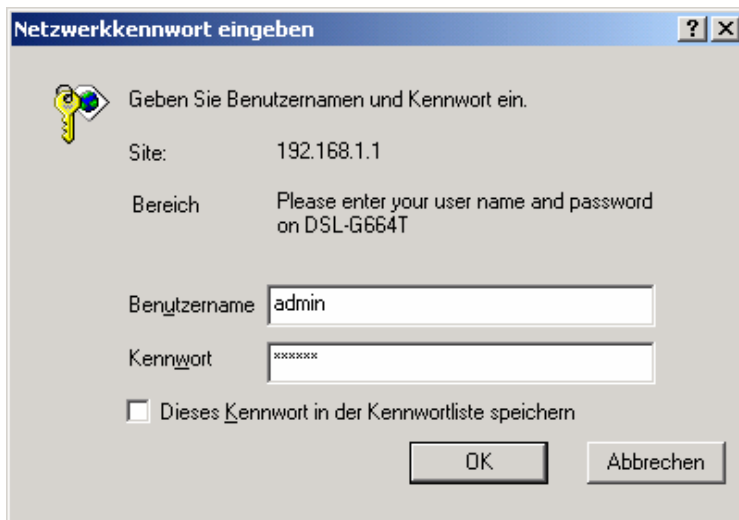 Netzwerkkennwort eingeben
Geben Sie Benutzernamen und Kennwort ein.
Site: 192.168.1.1
Bereich Please enter your user name and password
on DSL-G664T
Benutzername admin
Kennwort ××××××
Dieses Kennwort in der Kennwortliste speichern
OK Abbrechen